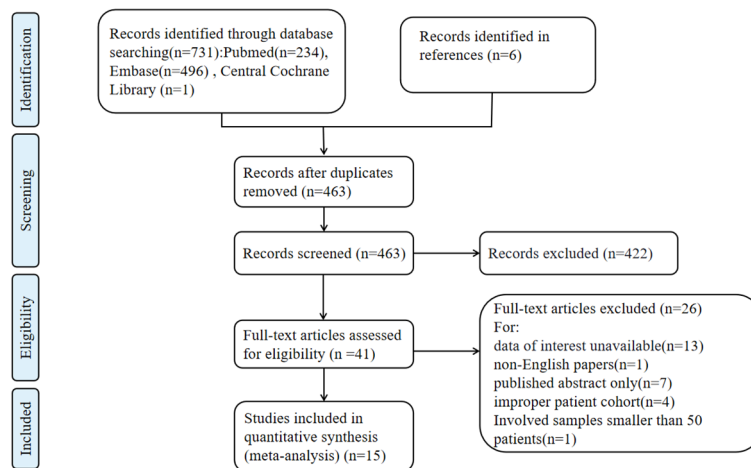 Identification
Records identified through database
searching(n=731):Pubmed(n=234),
Embase(n=496) , Central Cochrane
Library (n=1)
Records identified in
references (n=6)
Screening
Records after duplicates
removed (n=463)
Records screened (n=463)
Records excluded (n=422)
Eligibility
Full-text articles assessed
for eligibility (n =41)
Full-text articles excluded (n=26)
For:
data of interest unavailable(n=13)
non-English papers(n=1)
published abstract only(n=7)
improper patient cohort(n=4)
Involved samples smaller than 50
patients(n=1)
Included
Studies included in
quantitative synthesis
(meta-analysis) (n=15)